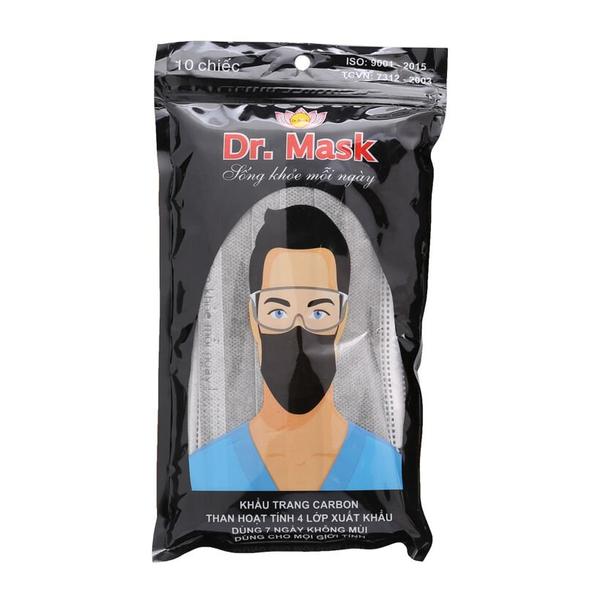 10 chiếc
ISO: 9001 - 2015
TCVN: 7312 - 2003
Dr. Mask
Sống khỏe mỗi ngày
KHẨU TRANG CARBON
THAN HOẠT TÍNH 4 LỚP XUẤT KHẨU
DÙNG 7 NGÀY KHÔNG MÙI
DÙNG CHO MỌI GIỚI TÍNH